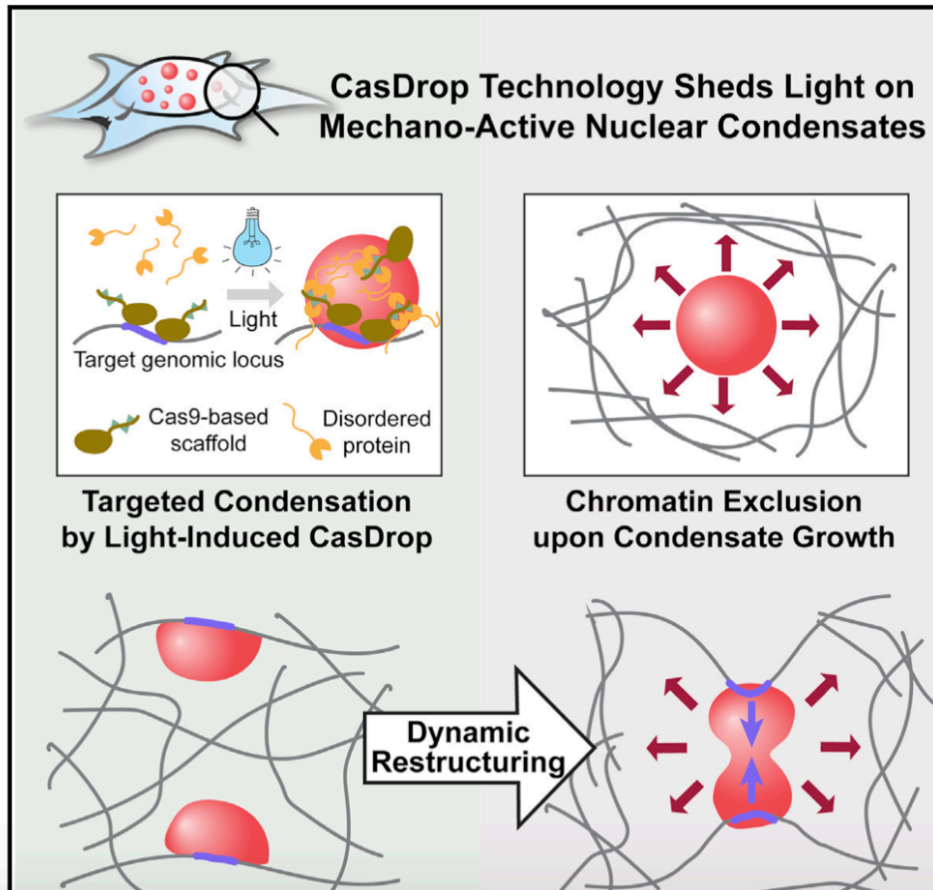 CasDrop Technology Sheds Light on
Mechano-Active Nuclear Condensates
Light
Target genomic locus
Cas9-based
scaffold
Disordered
protein
Targeted Condensation
by Light-Induced CasDrop
Chromatin Exclusion
upon Condensate Growth
Dynamic
Restructuring